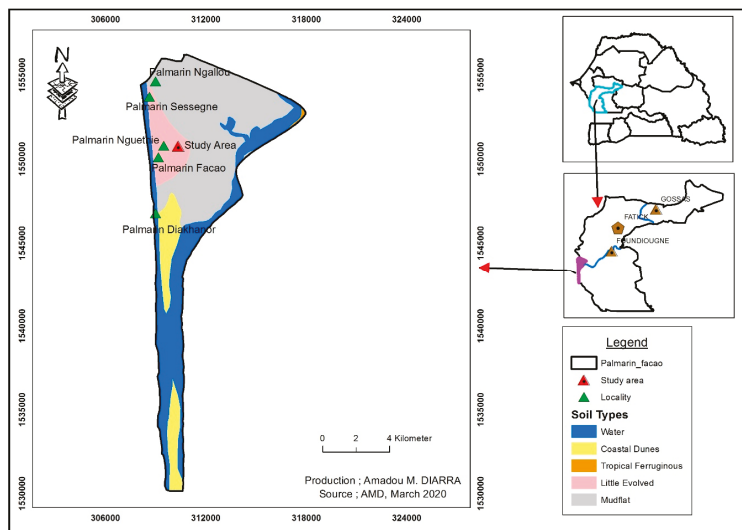 306000 312000 318000 324000
N
1555000
1550000
1545000
1540000
1535000
1530000
Palmarin Ngallou
Palmarin Sessegne
Palmarin Nguethie
Study Area
Palmarin Facao
Palmarin Diakhanor
0 2 4 Kilometer
Production ; Amadou M. DIARRA
Source ; AMD, March 2020
306000 312000 318000 324000
1555000
1550000
1545000
1540000
1535000
1530000
GOSSAS
FATICK
FOUNDIOUGNE
Legend
Palmarin_facao
Study area
Locality
Soil Types
Water
Coastal Dunes
Tropical Ferruginous
Little Evolved
Mudflat